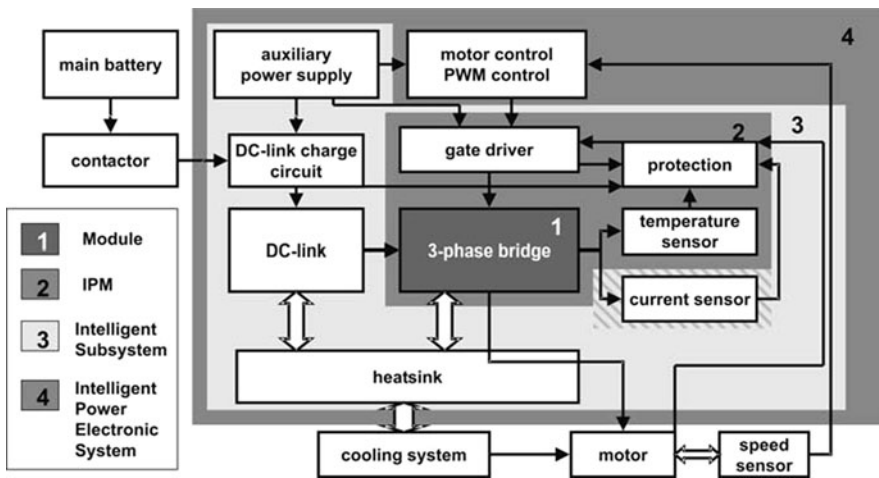 main battery
auxiliary
power supply
motor control
PWM control
4
contactor
DC-link charge
circuit
gate driver
2
3
protection
1
Module
2
IPM
3
Intelligent
Subsystem
4
Intelligent
Power
Electronic
System
DC-link
1
3-phase bridge
temperature
sensor
current sensor
heatsink
cooling system
motor
speed
sensor